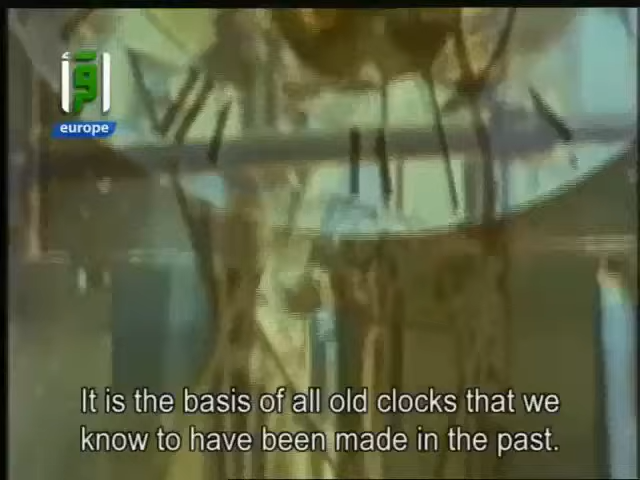 اقرأ
europe
It is the basis of all old clocks that we
know to have been made in the past.